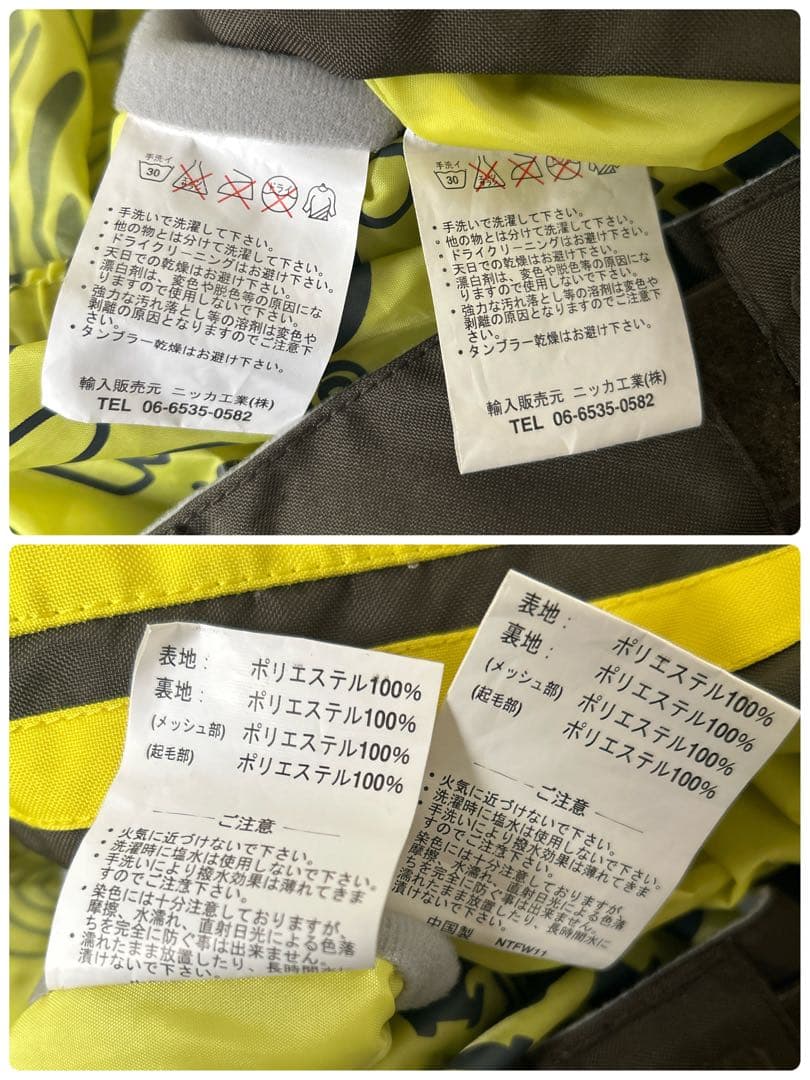 手洗イ
30
エンソ
サラシ
ドライ
・手洗いで洗濯して下さい。
・他の物とは分けて洗濯して下さい。
・ドライクリーニングはお避け下さい。
・天日での乾燥はお避け下さい。
・漂白剤は、変色や脱色等の原因にな
りますので使用しないで下さい。
・強力な汚れ落とし等の溶剤は変色や
剥離の原因となりますのでご注意下
さい。
・タンブラー乾燥はお避け下さい。
輸入販売元 ニッカ工業(株)
TEL 06-6535-0582
手洗イ
30
・手洗いで洗濯して下さい。
・他の物とは分けて洗濯して下さい。
・ドライクリーニングはお避け下さい。
・天日での乾燥はお避け下さい。
・漂白剤は、変色や脱色等の原因にな
りますので使用しないで下さい。
・強力な汚れ落とし等の溶剤は変色や
剥離の原因となりますのでご注意下
さい。
・タンブラー乾燥はお避け下さい。
輸入販売元 ニッカ工業(株)
TEL 06-6535-0582
表地： ポリエステル100%
裏地： ポリエステル100%
(メッシュ部) ポリエステル100%
(起毛部) ポリエステル100%
ご注意
・火気に近づけないで下さい。
・洗濯時に塩水は使用しないで下さい。
・手洗いにより撥水効果は薄れてきま
すのでご注意下さい。
・染色には十分注意しておりますが、
摩擦、水濡れ、直射日光による色落
ちを完全に防ぐ事は出来ません。
濡れたまま放置したり、長時間水に
漬けないで下さい。
表地： ポリエステル100%
裏地： ポリエステル100%
(メッシュ部) ポリエステル100%
(起毛部) ポリエステル100%
ご注意
・火気に近づけないで下さい。
・洗濯時に塩水は使用しないで下さい。
・手洗いにより撥水効果は薄れてきま
すのでご注意下さい。
染色には十分注意しておりますが
摩擦、水濡れ、直射日光による色落
ちを完全に防ぐ事は出来ません。
濡れたまま放置したり、長時間水に
漬けないで下さい。
中国製 NTFW11